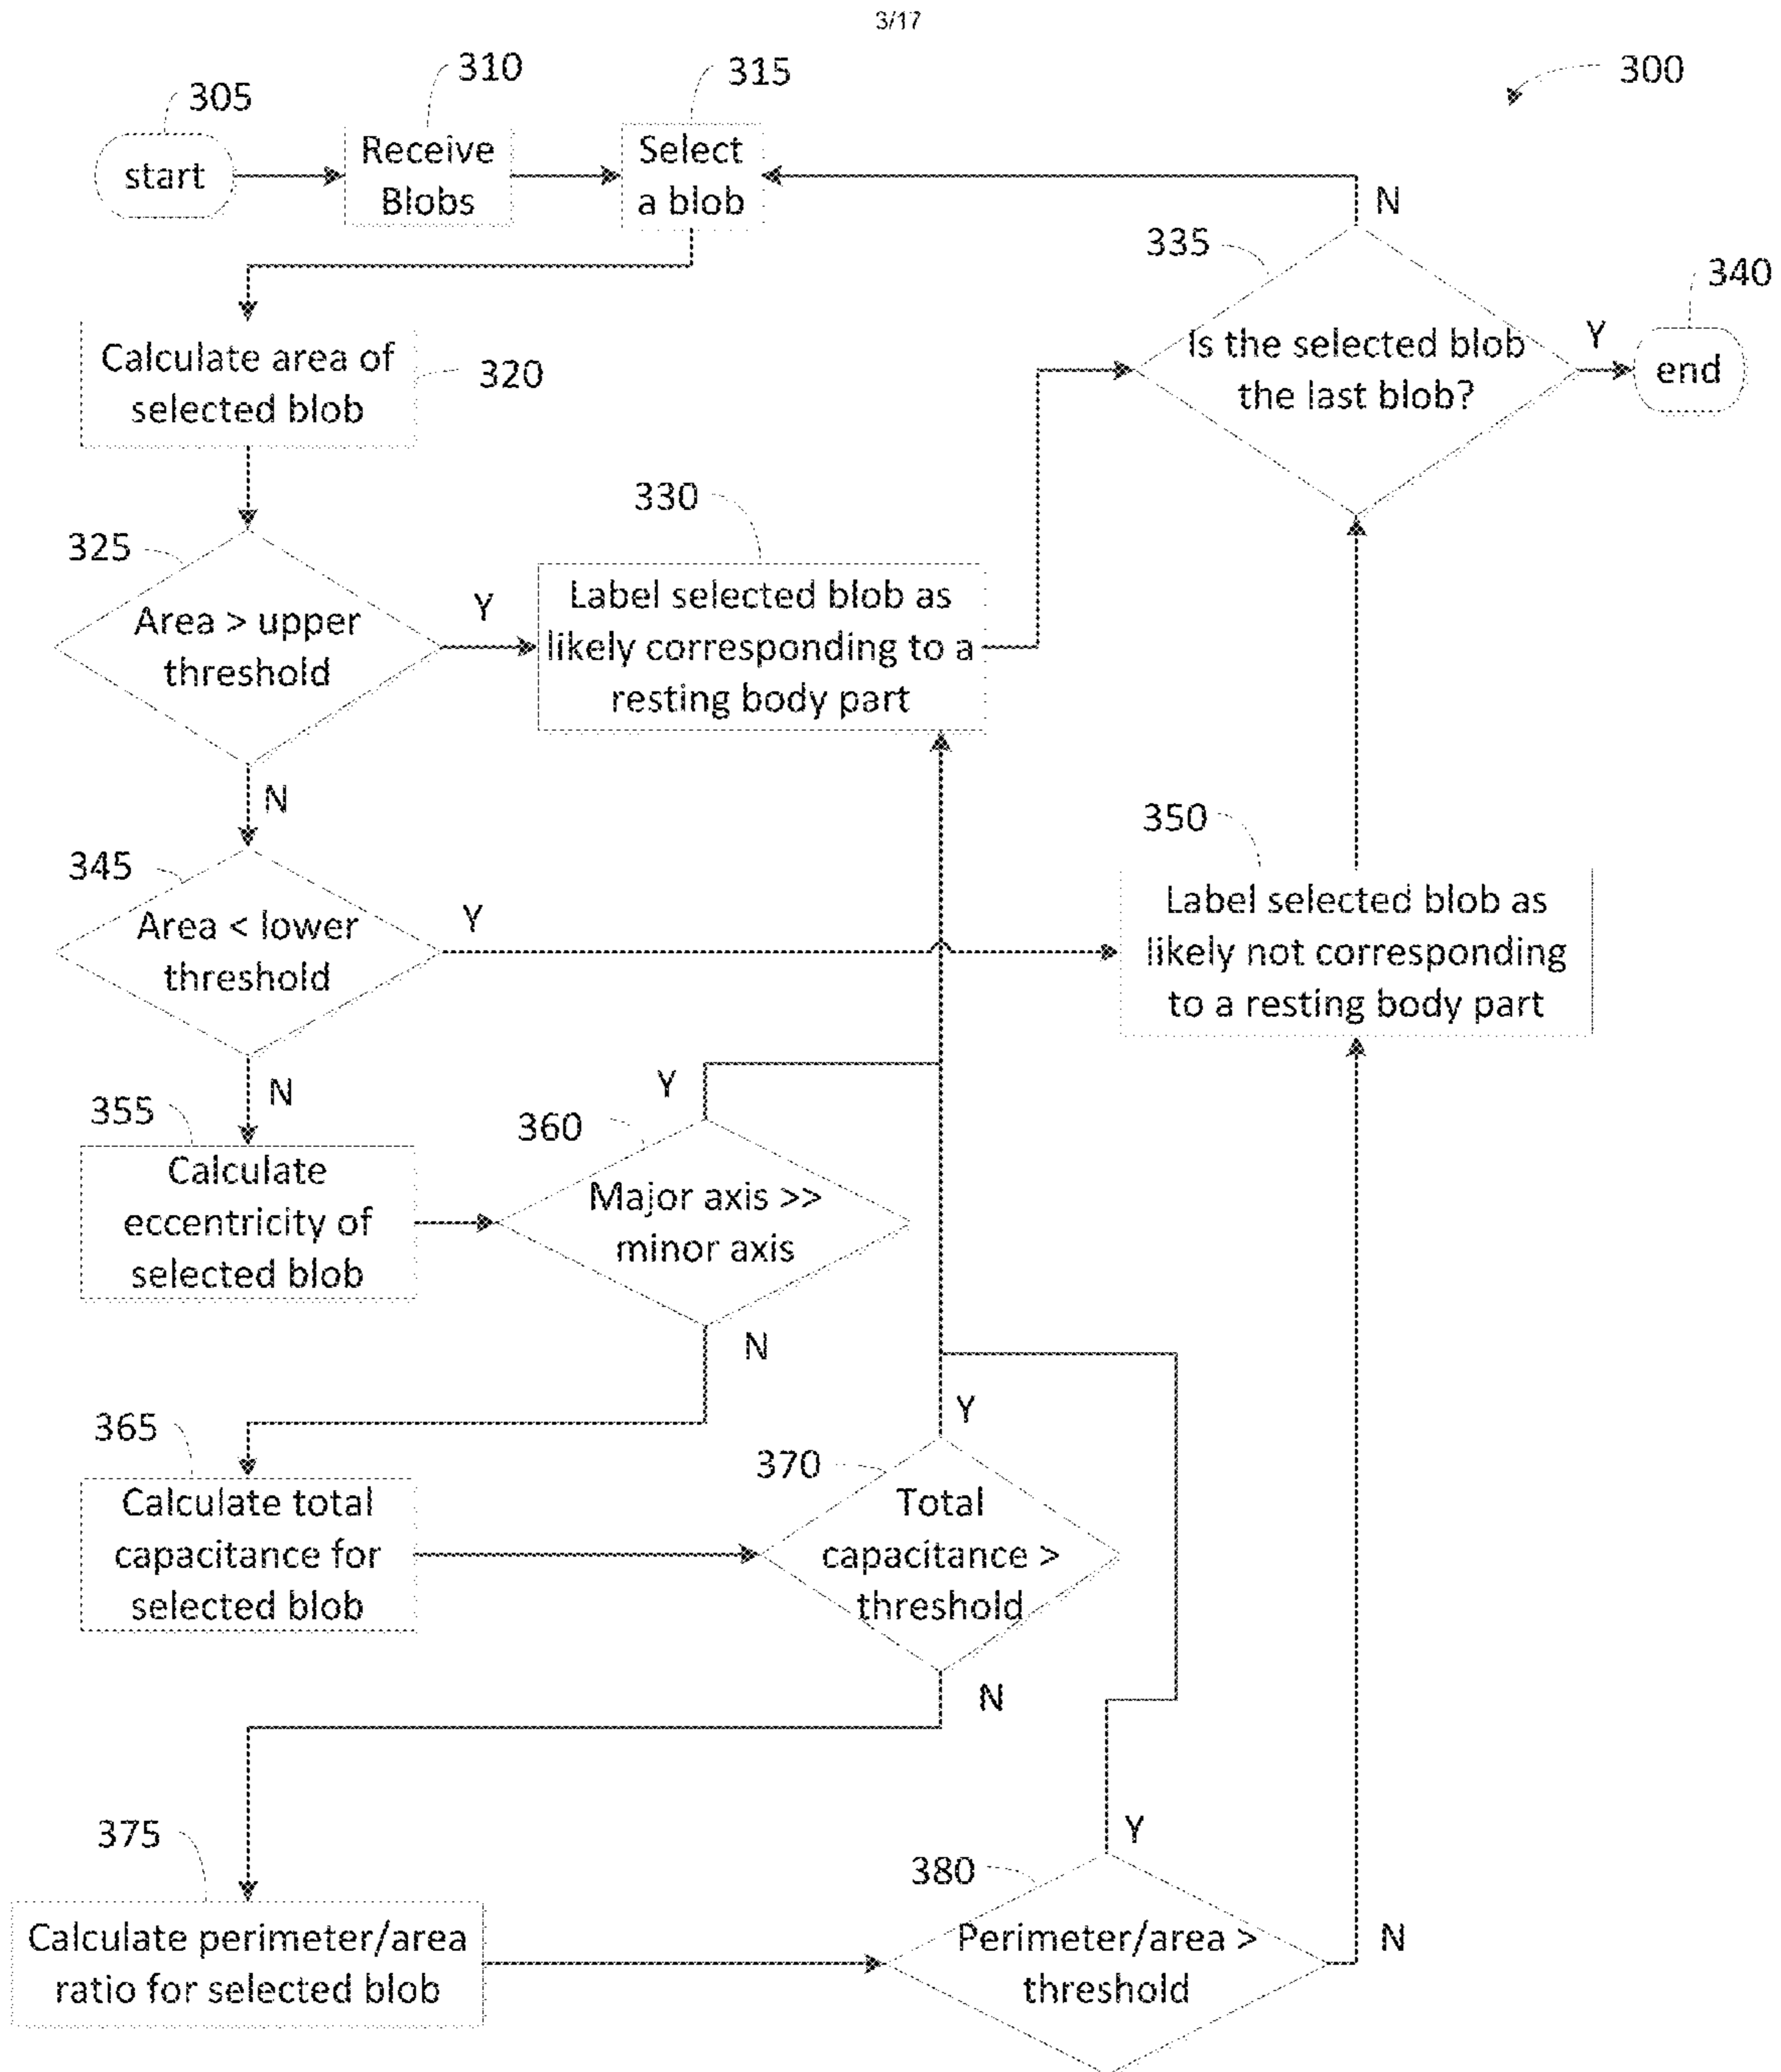 3/17
300
305
start
310
Receive
Blobs
315
Select
a blob
N
335
Is the selected blob
the last blob?
Y
340
end
Calculate area of
selected blob
320
325
Area > upper
threshold
Y
330
Label selected blob as
likely corresponding to a
resting body part
N
345
Area < lower
threshold
Y
350
Label selected blob as
likely not corresponding
to a resting body part
N
355
Calculate
eccentricity of
selected blob
360
Y
Major axis >>
minor axis
N
365
Calculate total
capacitance for
selected blob
370
Y
Total
capacitance >
threshold
N
375
Calculate perimeter/area
ratio for selected blob
380
Y
Perimeter/area >
threshold
N